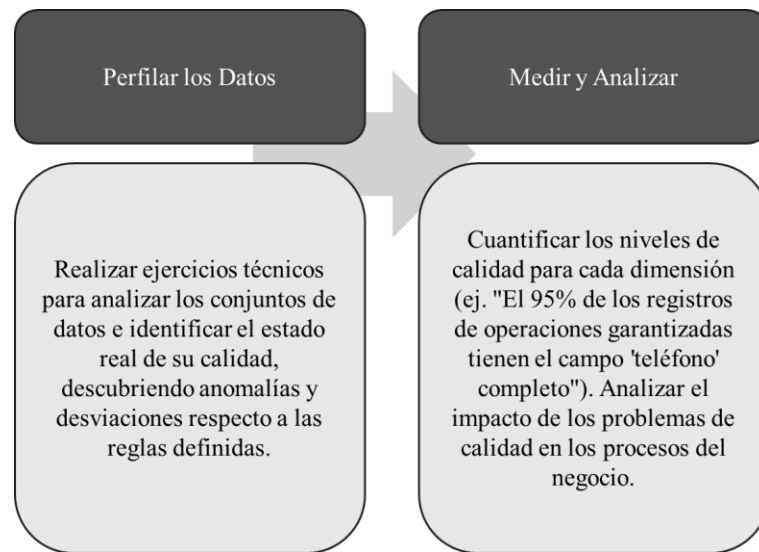 Perfilar los Datos
Realizar ejercicios técnicos
para analizar los conjuntos de
datos e identificar el estado
real de su calidad,
descubriendo anomalías y
desviaciones respecto a las
reglas definidas.
Medir y Analizar
Cuantificar los niveles de
calidad para cada dimensión
(ej. "El 95% de los registros
de operaciones garantizadas
tienen el campo 'teléfono'
completo"). Analizar el
impacto de los problemas de
calidad en los procesos del
negocio.